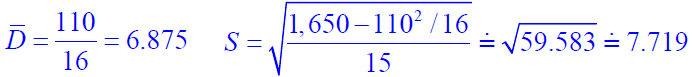 D̅ = 110/16 = 6.875 S = √((1,650 − 110² / 16)/15) ≐ √59.583 ≐ 7.719